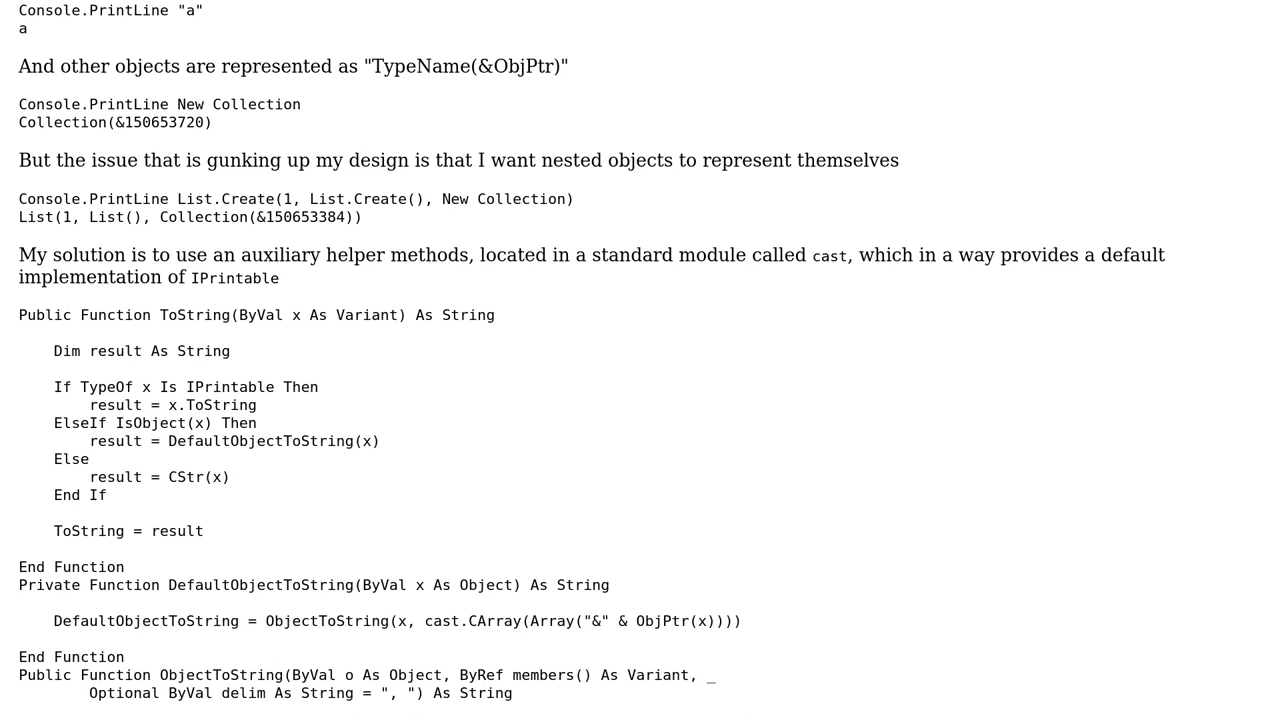 Console.PrintLine "a"
a
And other objects are represented as "TypeName(&ObjPtr)"
Console.PrintLine New Collection
Collection(&150653720)
But the issue that is gunking up my design is that I want nested objects to represent themselves
Console.PrintLine List.Create(1, List.Create(), New Collection)
List(1, List(), Collection(&150653384))
My solution is to use an auxiliary helper methods, located in a standard module called cast, which in a way provides a default
implementation of IPrintable
Public Function ToString(ByVal x As Variant) As String
    Dim result As String
    If TypeOf x Is IPrintable Then
        result = x.ToString
    ElseIf IsObject(x) Then
        result = DefaultObjectToString(x)
    Else
        result = CStr(x)
    End If
    ToString = result
End Function
Private Function DefaultObjectToString(ByVal x As Object) As String
    DefaultObjectToString = ObjectToString(x, cast.CArray(Array("&" & ObjPtr(x))))
End Function
Public Function ObjectToString(ByVal o As Object, ByRef members() As Variant, _
        Optional ByVal delim As String = ", ") As String